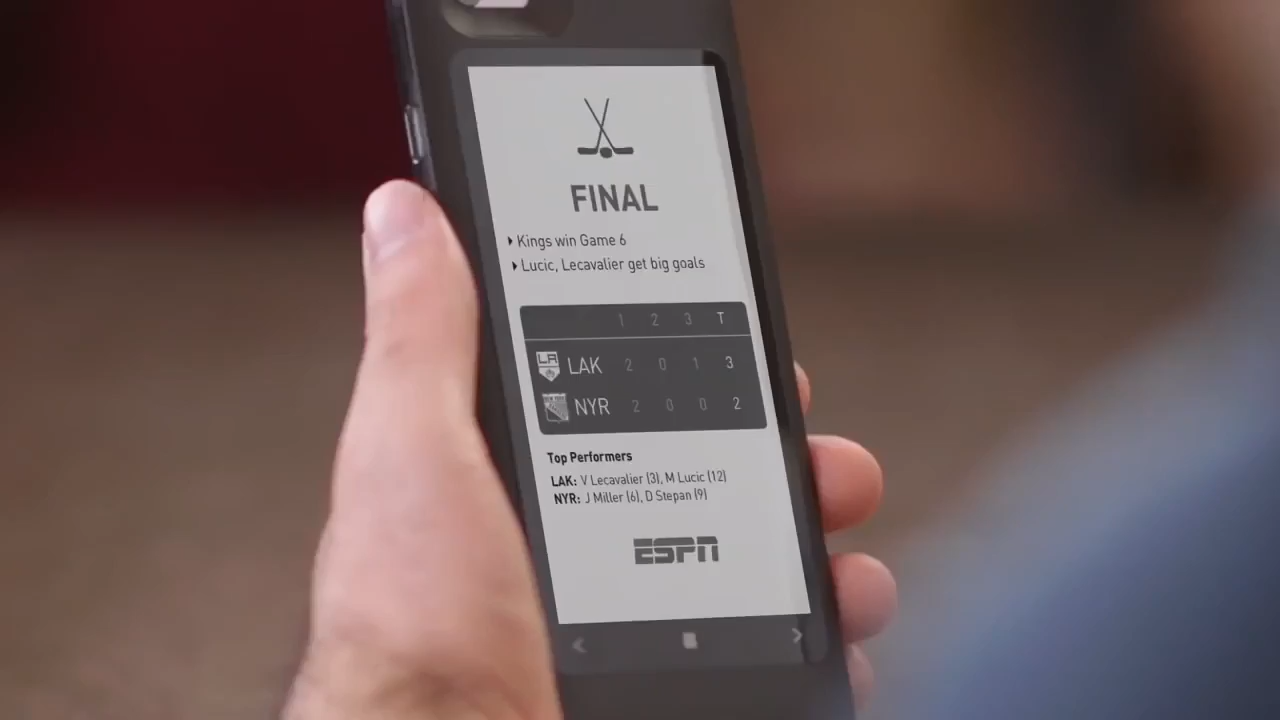 FINAL
Kings win Game 6
Lucic, Lecavalier get big goals
1 2 3 T
LA LAK 2 0 1 3
NYR 2 0 0 2
Top Performers
LAK: V Lecavalier (3), M Lucic (12)
NYR: J Miller (6), D Stepan (9)
ESPN